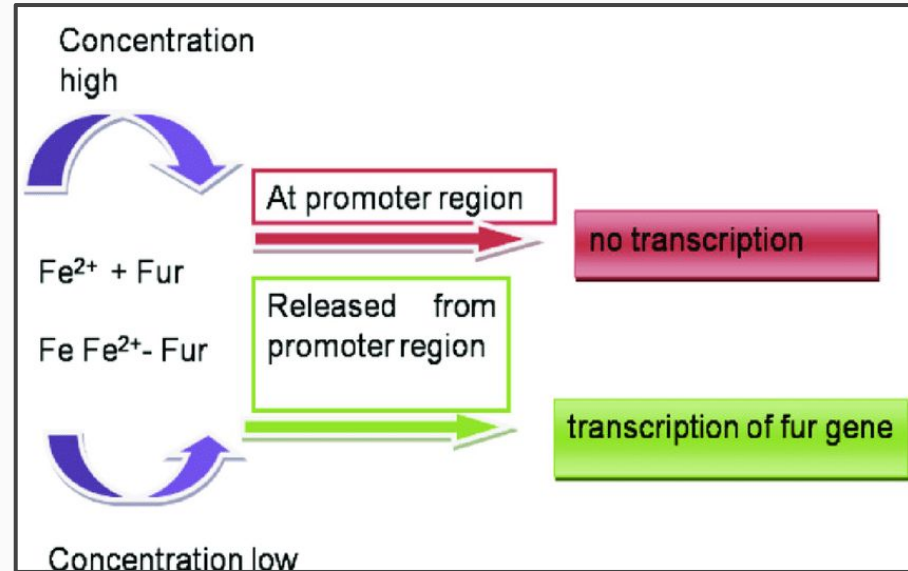 Concentration
high
At promoter region
no transcription
Fe²⁺ + Fur
Released from
promoter region
Fe Fe²⁺- Fur
transcription of fur gene
Concentration low